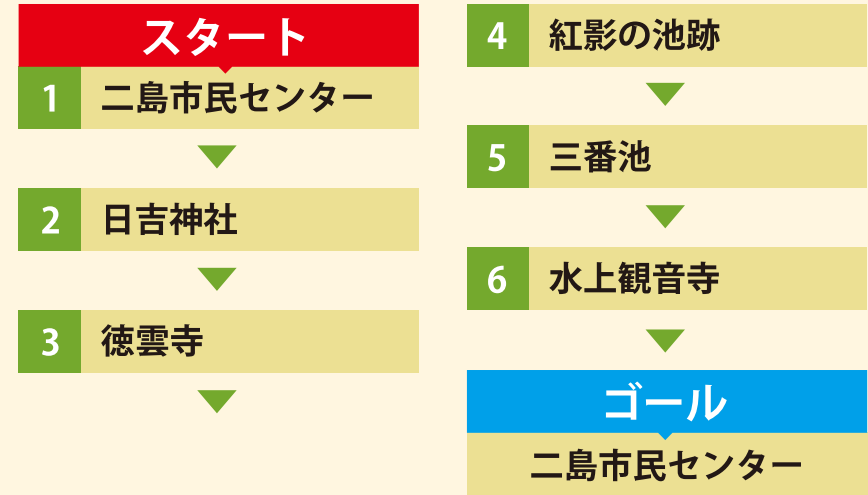 スタート
1 二島市民センター
2 日吉神社
3 徳雲寺
4 紅影の池跡
5 三番池
6 水上観音寺
ゴール
二島市民センター